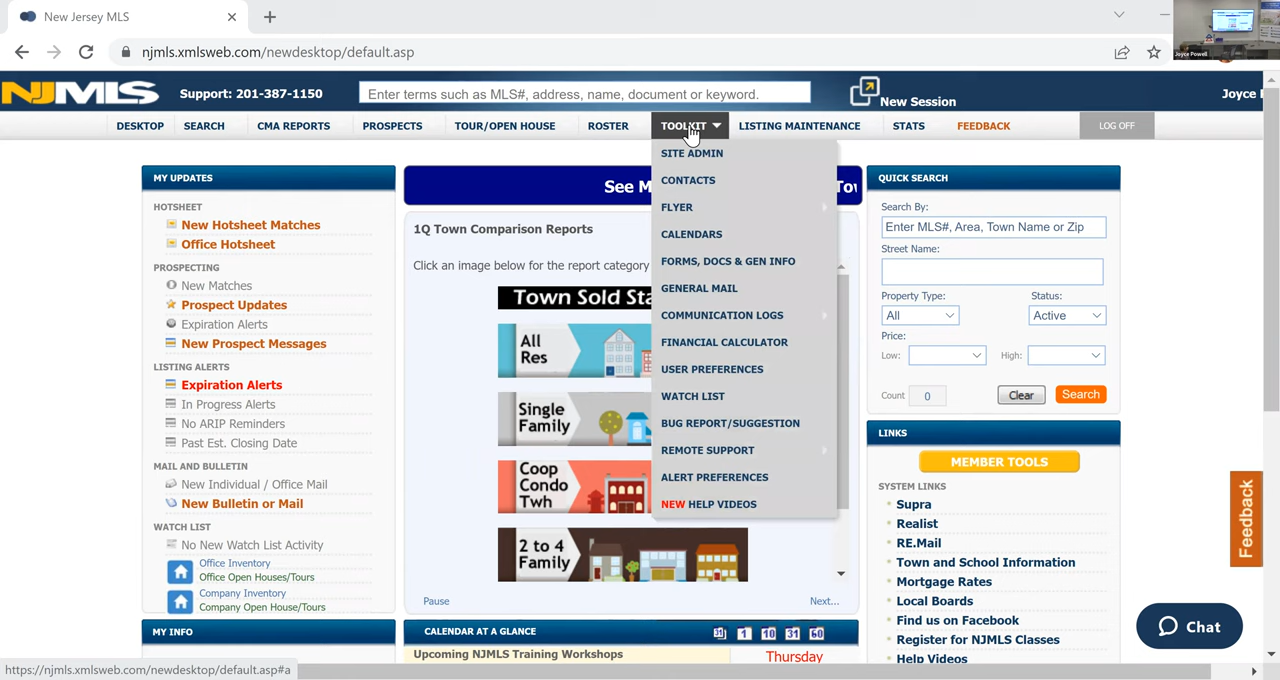 New Jersey MLS
njmls.xmlsweb.com/newdesktop/default.asp
Joyce Powell
NJMLS
Support: 201-387-1150
Enter terms such as MLS#, address, name, document or keyword.
New Session
Joyce
DESKTOP
SEARCH
CMA REPORTS
PROSPECTS
TOUR/OPEN HOUSE
ROSTER
TOOLKIT
LISTING MAINTENANCE
STATS
FEEDBACK
LOG OFF
SITE ADMIN
CONTACTS
FLYER
CALENDARS
FORMS, DOCS & GEN INFO
GENERAL MAIL
COMMUNICATION LOGS
FINANCIAL CALCULATOR
USER PREFERENCES
WATCH LIST
BUG REPORT/SUGGESTION
REMOTE SUPPORT
ALERT PREFERENCES
NEW HELP VIDEOS
MY UPDATES
HOTSHEET
New Hotsheet Matches
Office Hotsheet
PROSPECTING
New Matches
Prospect Updates
Expiration Alerts
New Prospect Messages
LISTING ALERTS
Expiration Alerts
In Progress Alerts
No ARIP Reminders
Past Est. Closing Date
MAIL AND BULLETIN
New Individual / Office Mail
New Bulletin or Mail
WATCH LIST
No New Watch List Activity
Office Inventory
Office Open Houses/Tours
Company Inventory
Company Open House/Tours
MY INFO
See M
1Q Town Comparison Reports
Click an image below for the report category
Town Sold Sta
All
Res
Single
Family
Coop
Condo
Twh
2 to 4
Family
Pause
Next...
CALENDAR AT A GLANCE
1
10
31
60
Upcoming NJMLS Training Workshops
Thursday
QUICK SEARCH
Search By:
Enter MLS#, Area, Town Name or Zip
Street Name:
Property Type:
Status:
All
Active
Price:
Low:
High:
Count
0
Clear
Search
LINKS
MEMBER TOOLS
SYSTEM LINKS
Supra
Realist
RE.Mail
Town and School Information
Mortgage Rates
Local Boards
Find us on Facebook
Register for NJMLS Classes
Help Videos
Feedback
Chat
https://njmls.xmlsweb.com/newdesktop/default.asp#a